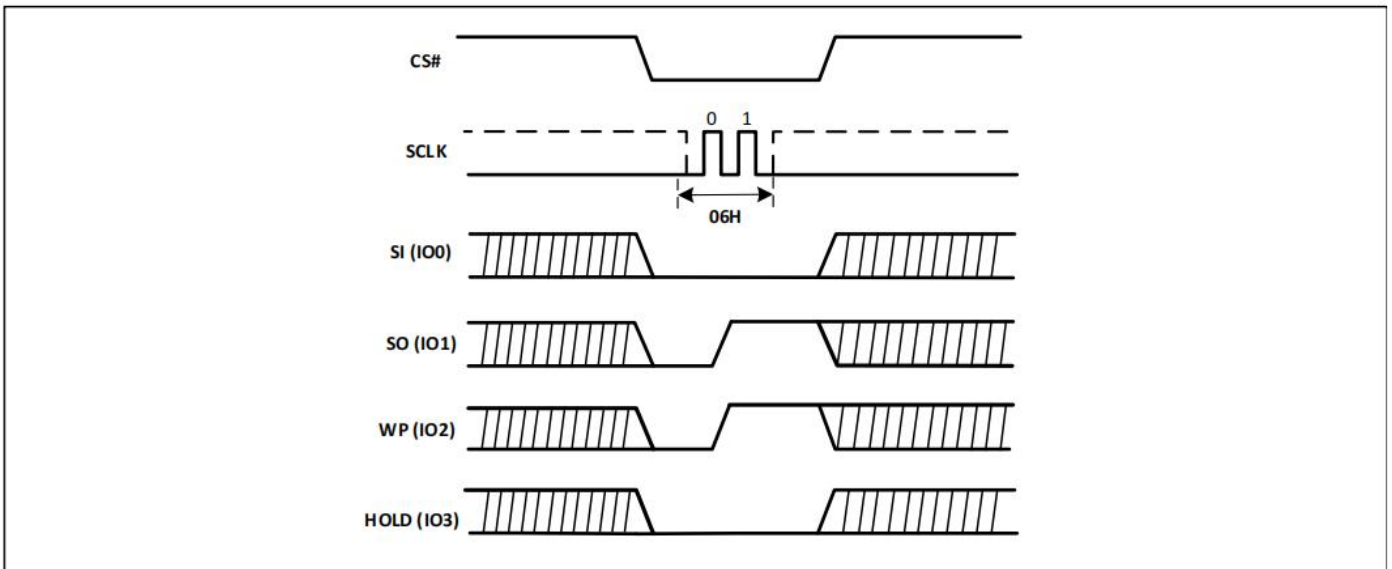 CS#
0 1
SCLK
06H
SI (IO0)
SO (IO1)
WP (IO2)
HOLD (IO3)